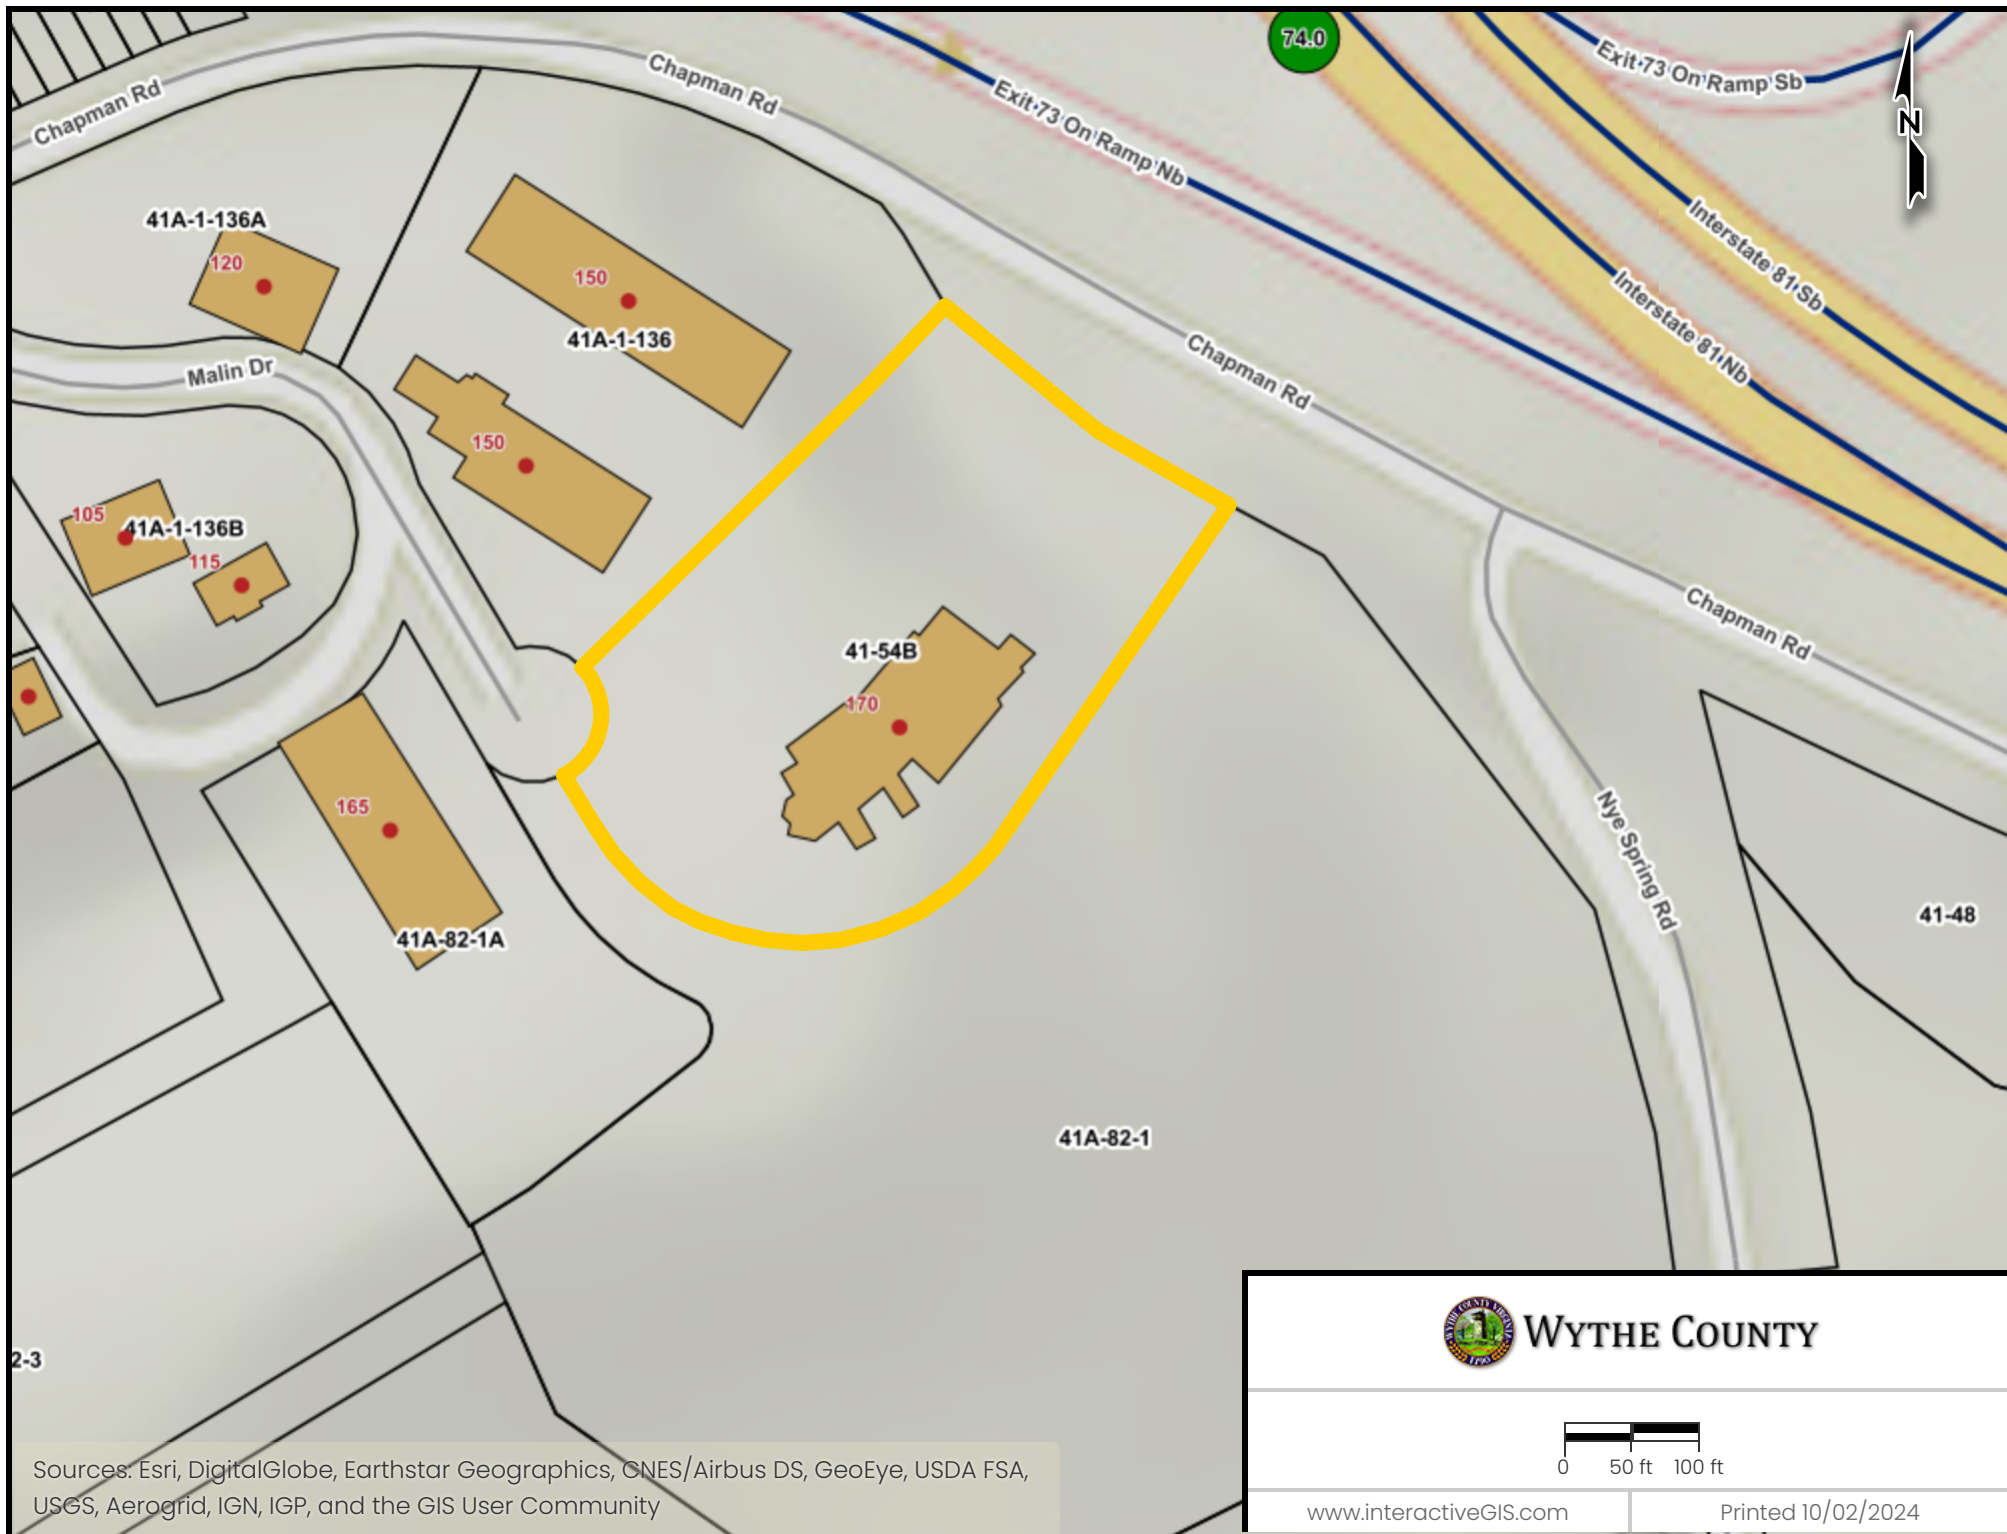 74.0
Exit 73 On Ramp Sb
Chapman Rd
Chapman Rd
Exit 73 On Ramp Nb
N
41A-1-136A
120
150
41A-1-136
Interstate 81 Sb
Interstate 81 Nb
Malin Dr
Chapman Rd
150
105
41A-1-136B
115
41-54B
170
Chapman Rd
165
41A-82-1A
Nye Spring Rd
41-48
41A-82-1
2-3
WYTHE COUNTY VIRGINIA
1790
WYTHE COUNTY
0 50 ft 100 ft
Sources: Esri, DigitalGlobe, Earthstar Geographics, CNES/Airbus DS, GeoEye, USDA FSA,
USGS, Aerogrid, IGN, IGP, and the GIS User Community
www.interactiveGIS.com
Printed 10/02/2024